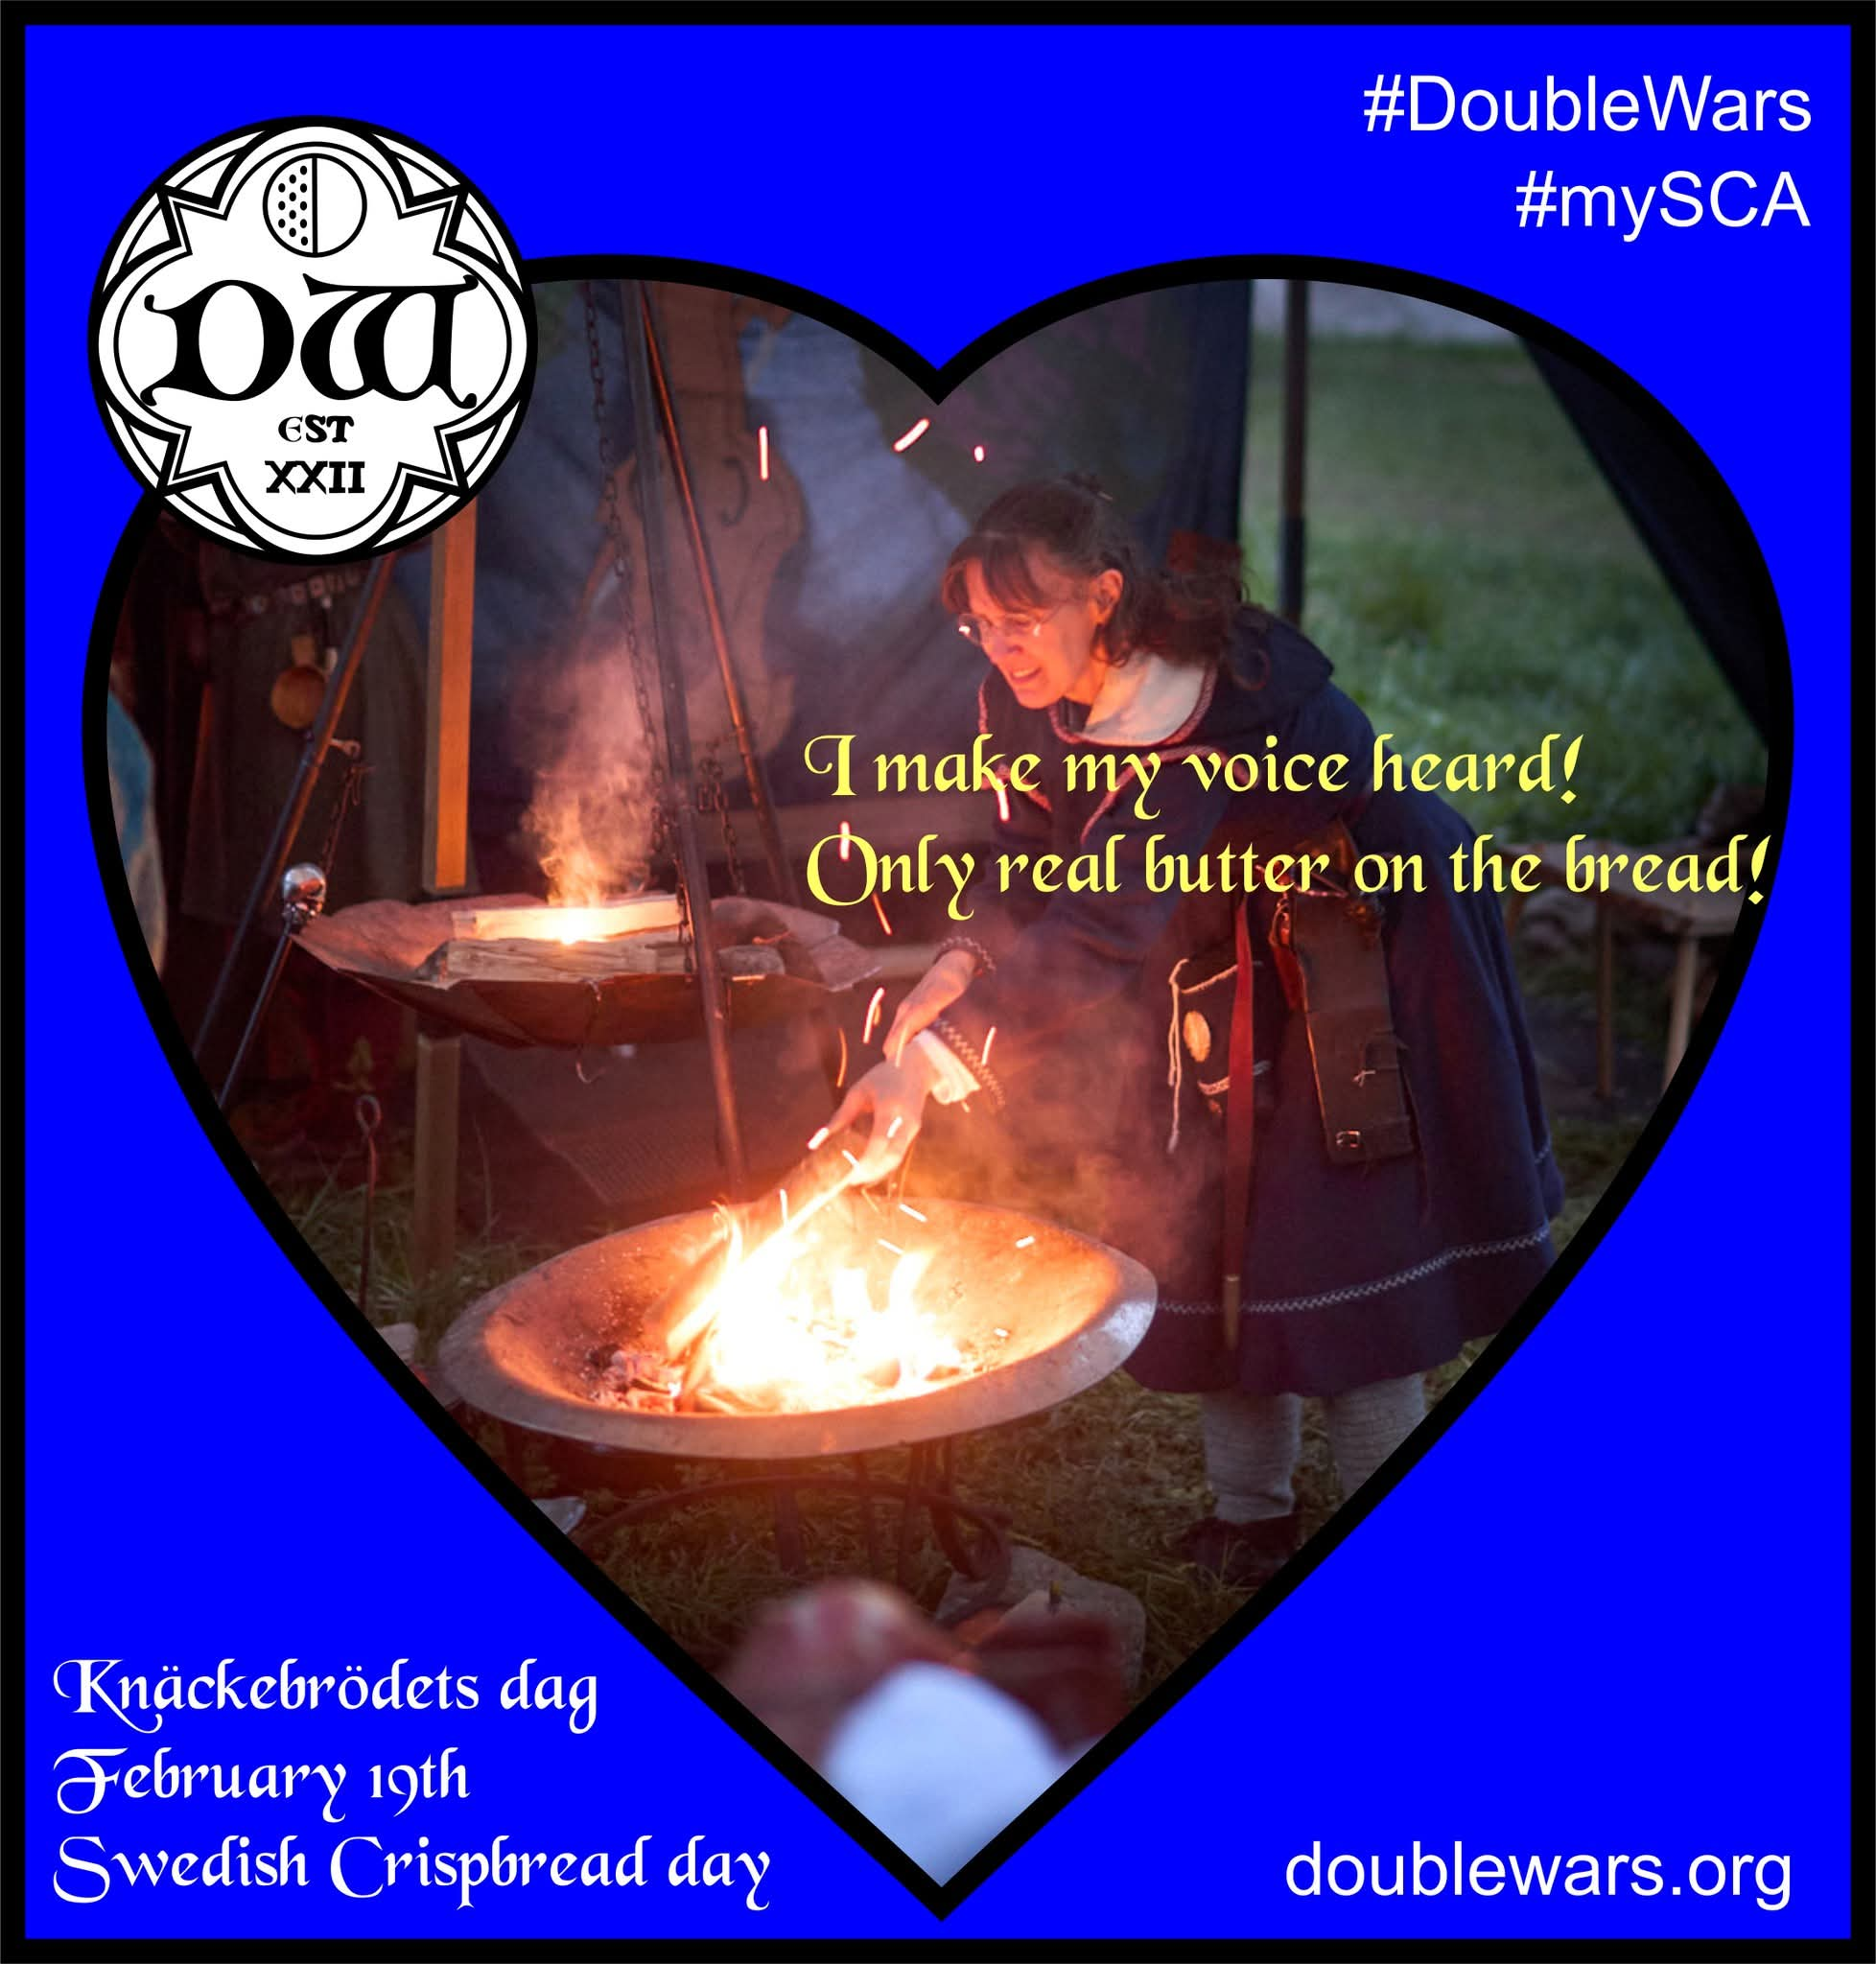 #DoubleWars
#mySCA
DW
EST
XXII
I make my voice heard!
Only real butter on the bread!
Knäckebrödets dag
February 19th
Swedish Crispbread day
doublewars.org